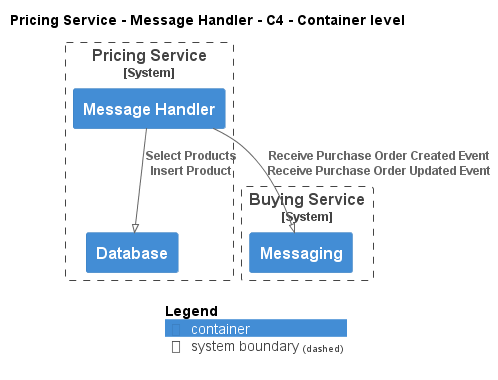 Pricing Service - Message Handler - C4 - Container level
Pricing Service
[System]
Message Handler
Select Products
Insert Product
Receive Purchase Order Created Event
Receive Purchase Order Updated Event
Buying Service
[System]
Database
Messaging
Legend
container
system boundary (dashed)